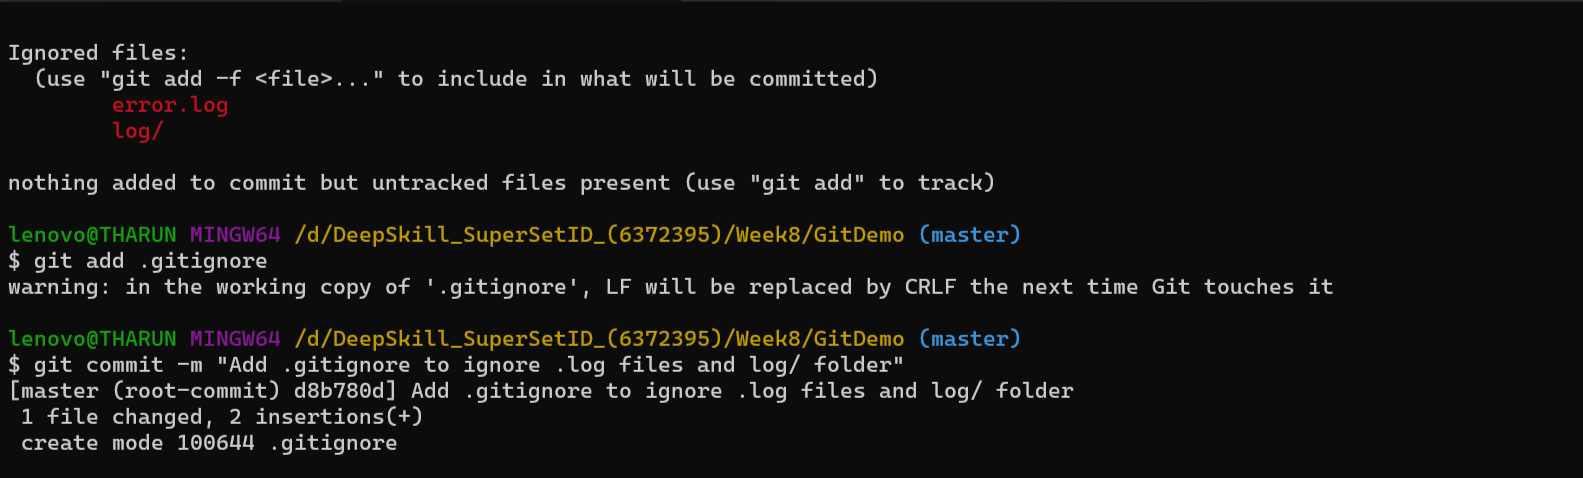 Ignored files:
  (use "git add -f <file>..." to include in what will be committed)
        error.log
        log/
nothing added to commit but untracked files present (use "git add" to track)
lenovo@THARUN MINGW64 /d/DeepSkill_SuperSetID_(6372395)/Week8/GitDemo (master)
$ git add .gitignore
warning: in the working copy of '.gitignore', LF will be replaced by CRLF the next time Git touches it
lenovo@THARUN MINGW64 /d/DeepSkill_SuperSetID_(6372395)/Week8/GitDemo (master)
$ git commit -m "Add .gitignore to ignore .log files and log/ folder"
[master (root-commit) d8b780d] Add .gitignore to ignore .log files and log/ folder
 1 file changed, 2 insertions(+)
 create mode 100644 .gitignore